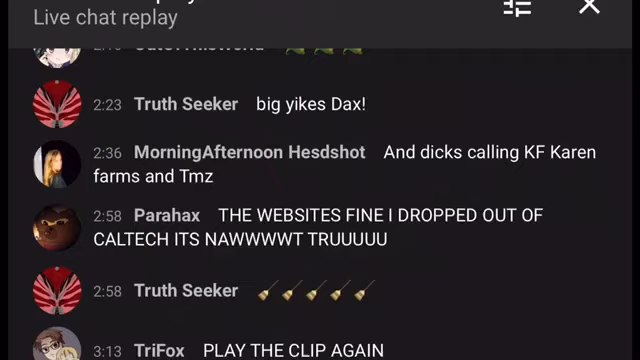 Live chat replay
2:23 Truth Seeker big yikes Dax!
2:36 MorningAfternoon Hesdshot And dicks calling KF Karen
farms and Tmz
2:58 Parahax THE WEBSITES FINE I DROPPED OUT OF
CALTECH ITS NAWWWWT TRUUUUU
2:58 Truth Seeker 🧹🧹🧹🧹🧹
3:13 TriFox PLAY THE CLIP AGAIN